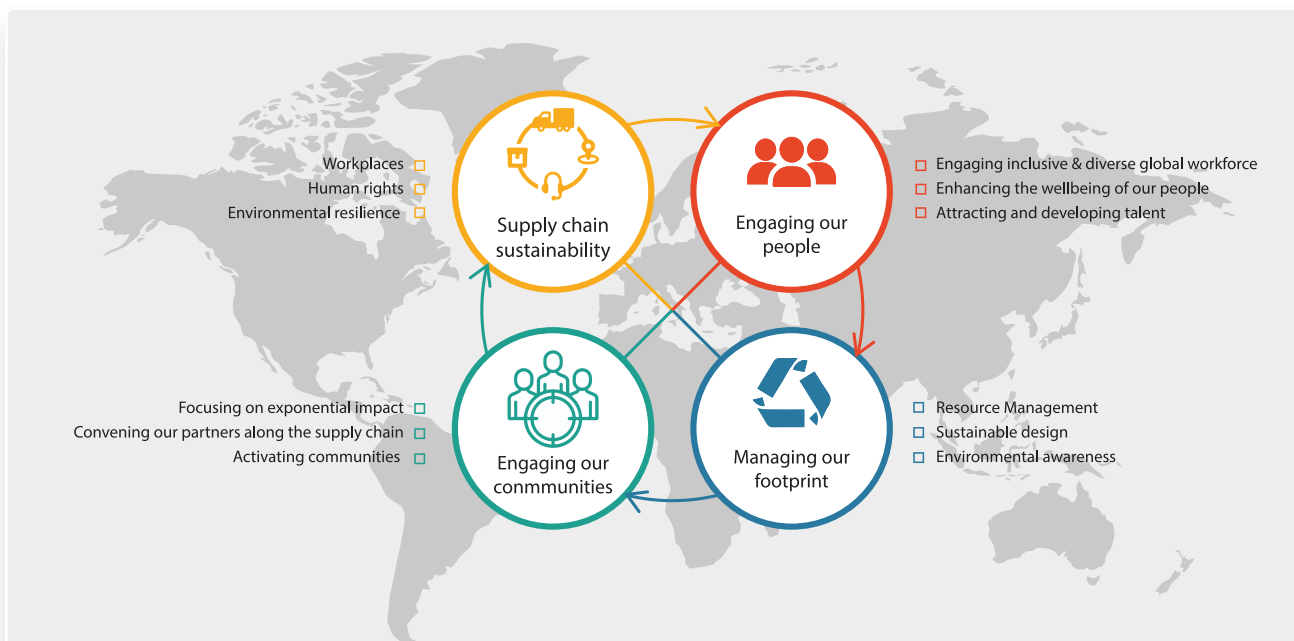 Workplaces
Human rights
Environmental resilience
Supply chain
sustainability
Engaging our
people
Engaging inclusive & diverse global workforce
Enhancing the wellbeing of our people
Attracting and developing talent
Focusing on exponential impact
Convening our partners along the supply chain
Activating communities
Engaging our
conmmunities
Managing our
footprint
Resource Management
Sustainable design
Environmental awareness